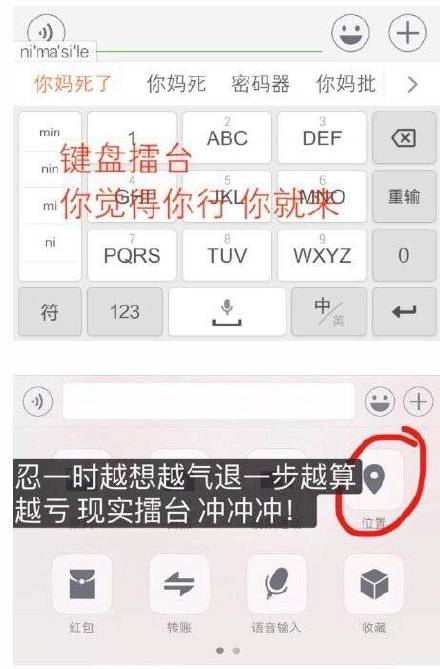 ni'ma'si'le
你妈死了 你妈死 密码器 你妈批
min
nin
mi
ni
1
2 ABC
3 DEF
4 GHI
5 JKL
6 MNO
重输
7 PQRS
8 TUV
9 WXYZ
0
键盘擂台
你觉得你行 你就来
符 123 中/英
忍一时越想越气退一步越算
越亏 现实擂台 冲冲冲！
位置
红包 转账 语音输入 收藏